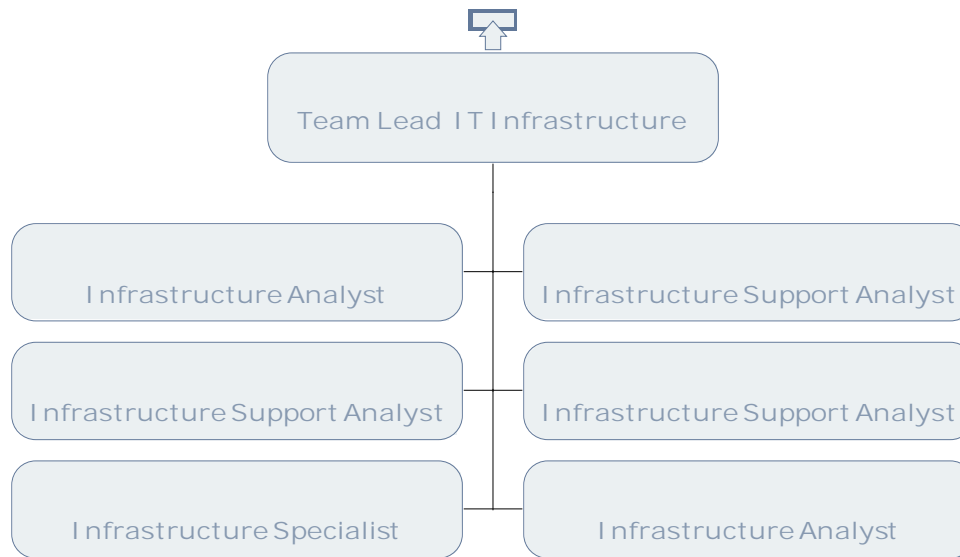 Team Lead IT Infrastructure
Infrastructure Analyst
Infrastructure Support Analyst
Infrastructure Support Analyst
Infrastructure Support Analyst
Infrastructure Specialist
Infrastructure Analyst